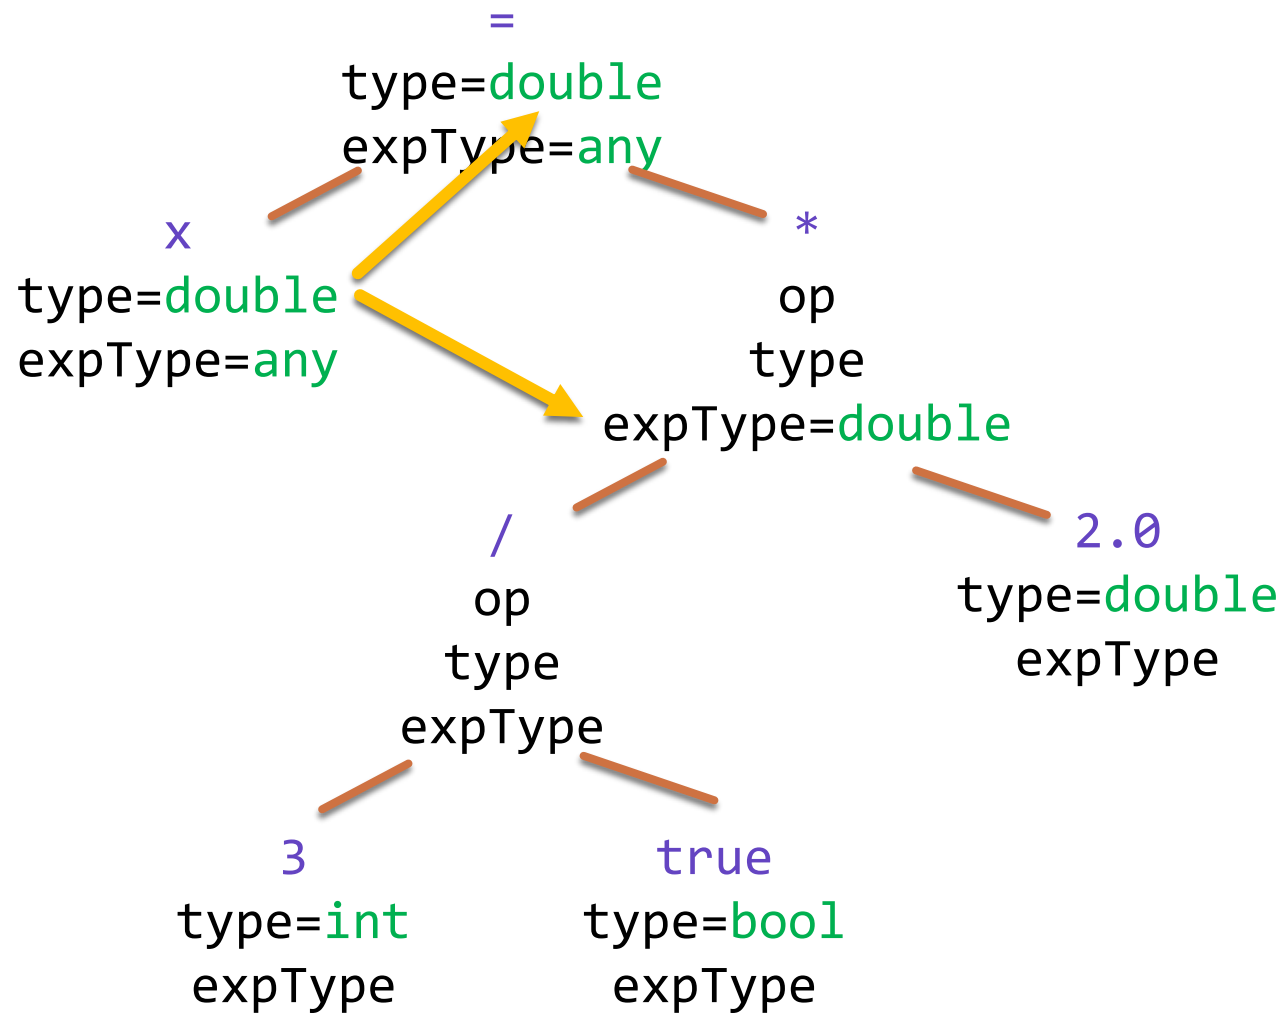 =
type=double
expType=any
x
type=double
expType=any
*
op
type
expType=double
/
op
type
expType
2.0
type=double
expType
3
type=int
expType
true
type=bool
expType